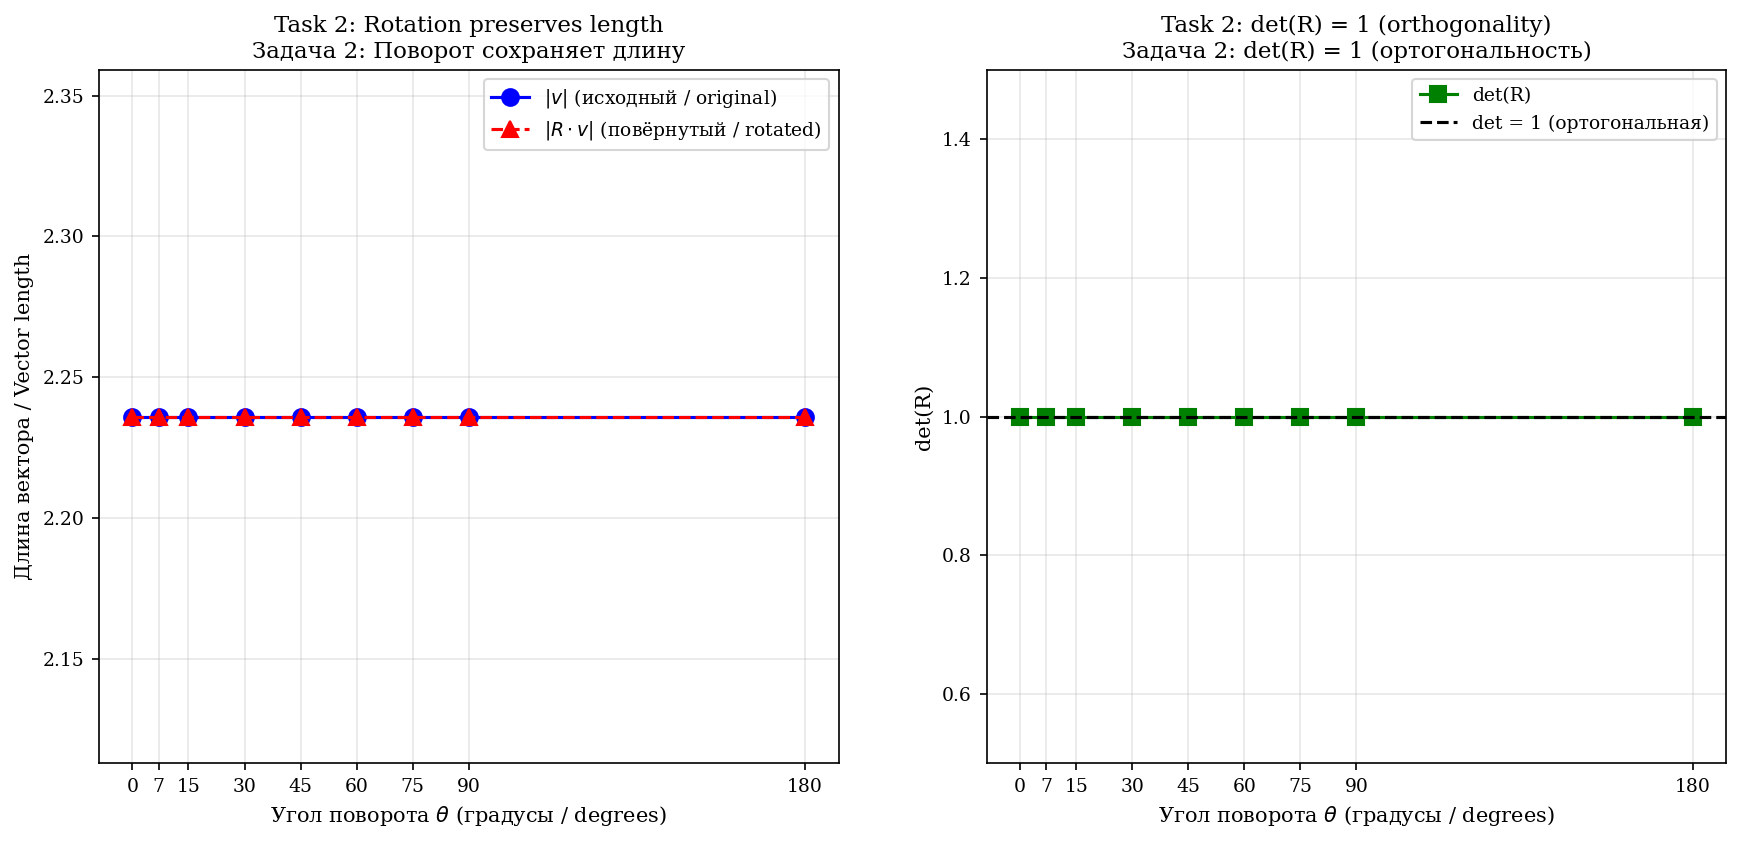 Task 2: Rotation preserves length
Задача 2: Поворот сохраняет длину
|v| (исходный / original)
|R · v| (повёрнутый / rotated)
Длина вектора / Vector length
2.35
2.30
2.25
2.20
2.15
0 7 15 30 45 60 75 90 180
Угол поворота θ (градусы / degrees)
Task 2: det(R) = 1 (orthogonality)
Задача 2: det(R) = 1 (ортогональность)
det(R)
det = 1 (ортогональная)
det(R)
1.4
1.2
1.0
0.8
0.6
0 7 15 30 45 60 75 90 180
Угол поворота θ (градусы / degrees)